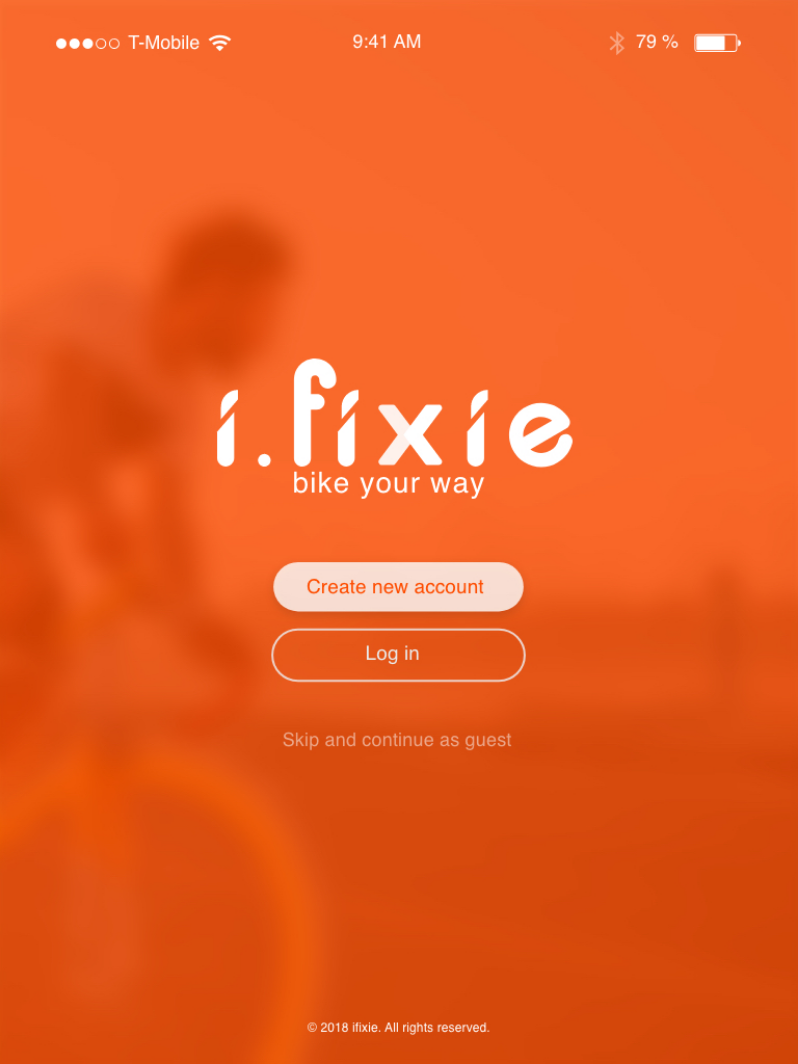 T-Mobile 9:41 AM 79 %
i.fixie
bike your way
Create new account
Log in
Skip and continue as guest
© 2018 ifixie. All rights reserved.